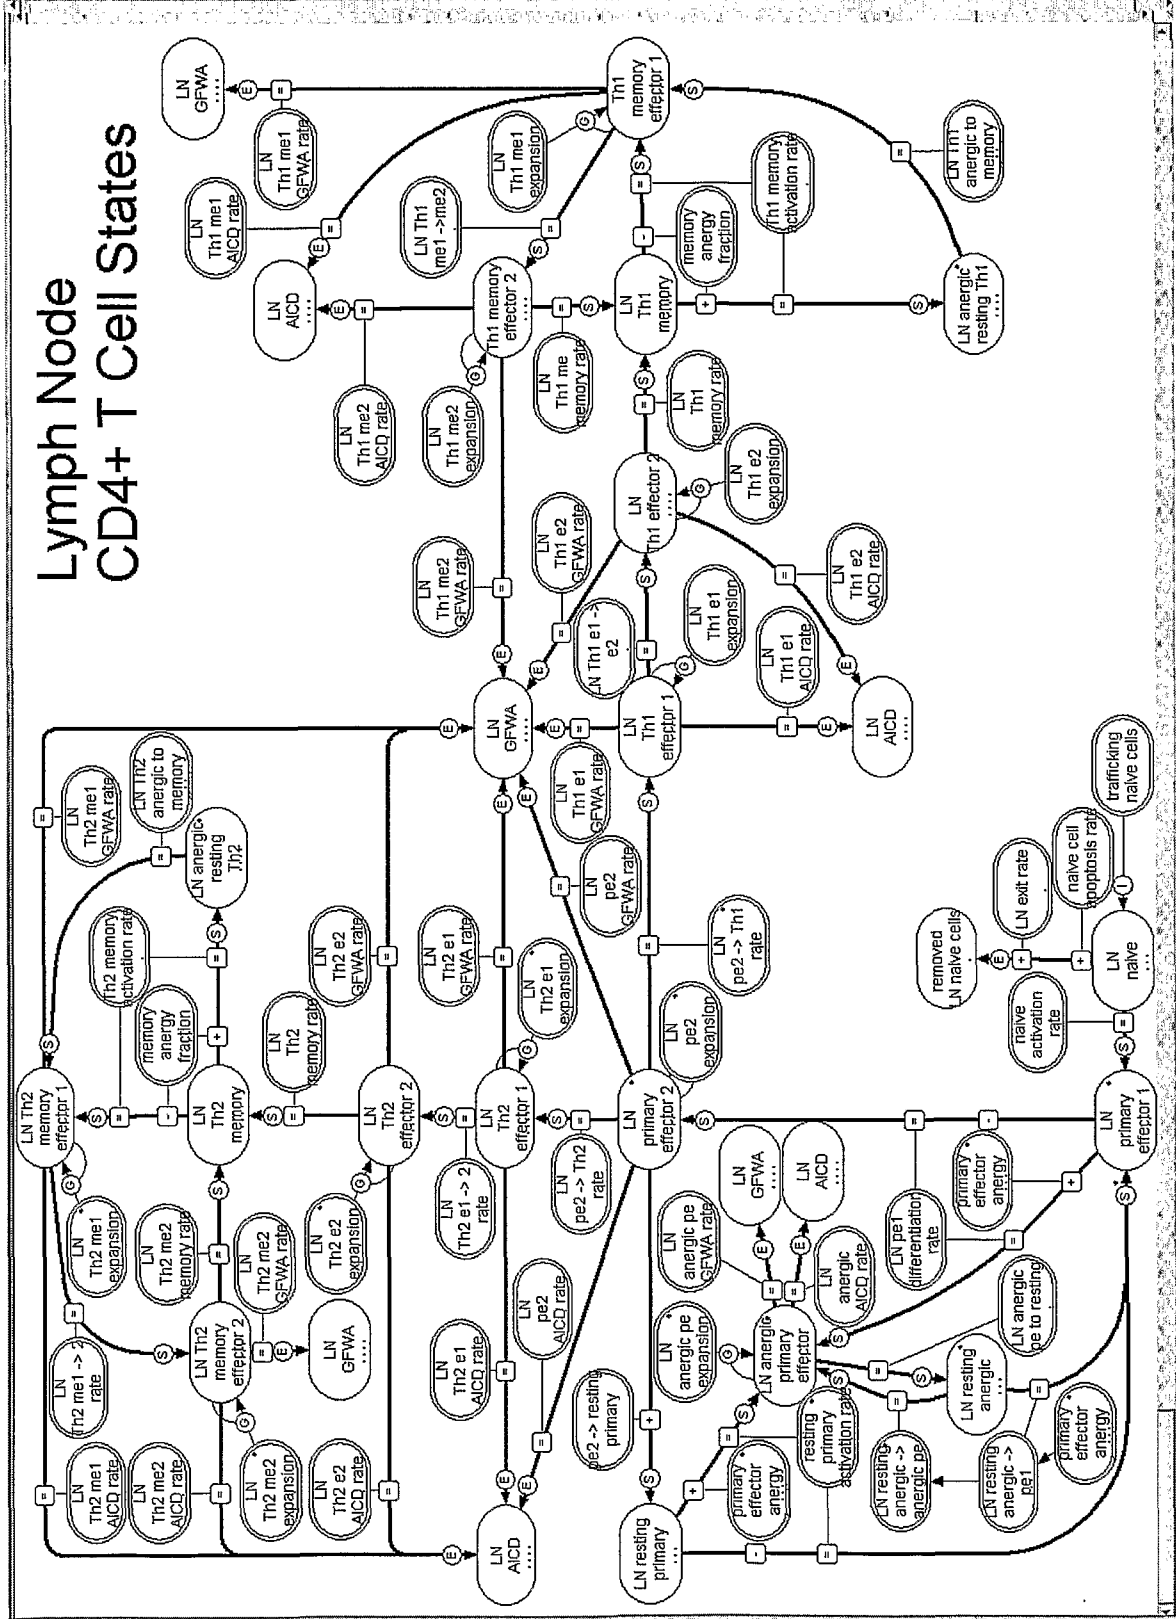 Lymph Node
CD4+ T Cell States
LN Th2
memory
effector 1
LN
Th2 me1
GFWA rate
LN Th2
anergic to
memory
LN anergic
resting
Th2
Th2 memory
activation rate
memory
anergy
fraction
LN
Th2
memory
LN
Th2
memory rate
LN
Th2 e2
GFWA rate
LN
Th2 me1
expansion
LN
Th2 me2
memory rate
LN
Th2 me2
GFWA rate
LN
GFWA
....
LN Th2
memory
effector 2
LN
Th2 me1 -> 2
rate
LN
Th2 me1
AICD rate
LN
Th2 me2
AICD rate
LN
Th2 me2
expansion
LN
Th2 e2
AICD rate
LN
Th2 e2
expansion
LN
Th2
effector 2
LN
Th2 e1 -> 2
rate
LN
Th2 e1
GFWA rate
LN
Th2
effector 1
LN
Th2 e1
expansion
LN
Th2 e1
AICD rate
LN
AICD
....
LN
pe2
AICD rate
LN
pe2 -> Th2
rate
LN
primary
effector 2
LN
pe2
expansion
LN
pe2
GFWA rate
LN
pe2 -> Th1
rate
pe2 -> resting
primary
LN resting
primary
....
LN
GFWA
....
LN
Th1 me2
GFWA rate
LN
Th1 e2
GFWA rate
LN Th1 e1 ->
e2
LN
Th1 e1
GFWA rate
LN
Th1
effector 1
LN
Th1 e1
expansion
LN
Th1 e1
AICD rate
LN
AICD
....
LN
Th1 e2
AICD rate
LN
Th1 effector 2
....
LN
Th1 e2
expansion
LN
Th1
memory rate
LN
Th1
memory
LN
Th1 me
memory rate
LN
Th1 me2
expansion
LN
Th1 me2
AICD rate
Th1 memory
effector 2
....
LN
AICD
....
LN
Th1 me1
AICD rate
LN Th1
me1 ->me2
LN
Th1 me1
GFWA rate
LN
GFWA
....
LN
Th1 me1
expansion
Th1
memory
effector 1
memory
anergy
fraction
Th1 memory
activation rate
LN Th1
anergic to
memory
LN anergic
resting Th1
....
LN
anergic pe
expansion
LN
anergic pe
GFWA rate
LN
GFWA
....
LN
AICD
....
LN
anergic
AICD rate
LN anergic
primary
effector
primary
effector
anergy
resting
primary
activation rate
LN resting
anergic ->
anergic pe
LN resting
anergic
...
LN anergic
pe to resting
LN resting
anergic ->
pe1
primary
effector
anergy
LN pe1
differentiation
rate
primary
effector
anergy
LN
primary
effector 1
naive
activation
rate
removed
LN naive cells
....
LN exit rate
naive cell
apoptosis rate
trafficking
naive cells
LN
naive
....